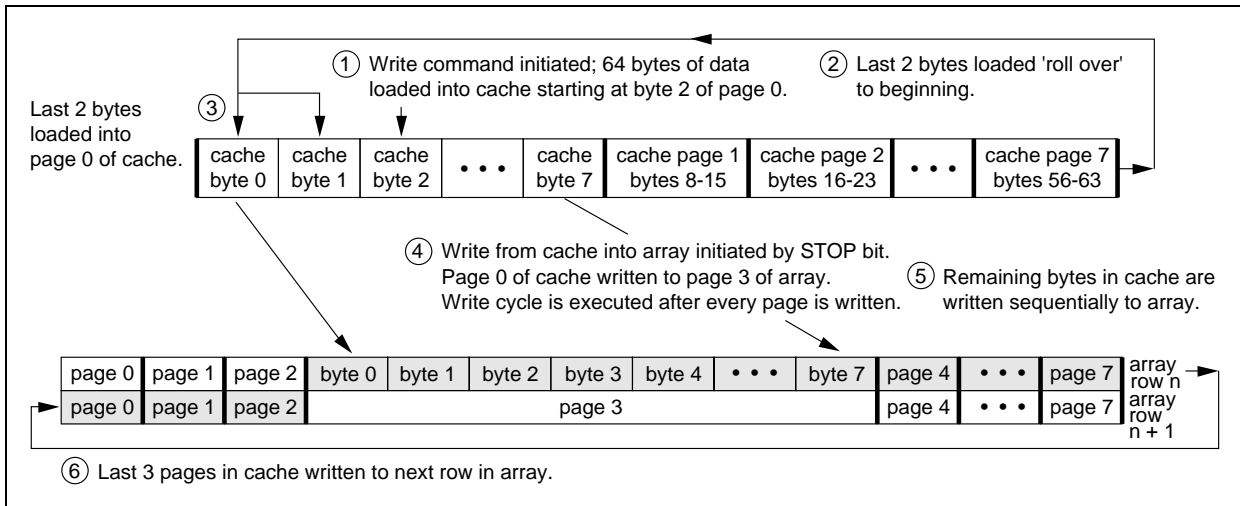 ① Write command initiated; 64 bytes of data
loaded into cache starting at byte 2 of page 0.
② Last 2 bytes loaded 'roll over'
to beginning.
Last 2 bytes
loaded into
page 0 of cache.
③
cache byte 0
cache byte 1
cache byte 2
• • •
cache byte 7
cache page 1 bytes 8-15
cache page 2 bytes 16-23
• • •
cache page 7 bytes 56-63
④ Write from cache into array initiated by STOP bit.
Page 0 of cache written to page 3 of array.
Write cycle is executed after every page is written.
⑤ Remaining bytes in cache are
written sequentially to array.
page 0 page 1 page 2 byte 0 byte 1 byte 2 byte 3 byte 4 • • • byte 7 page 4 • • • page 7 array row n
page 0 page 1 page 2 page 3 page 4 • • • page 7 array row n + 1
⑥ Last 3 pages in cache written to next row in array.